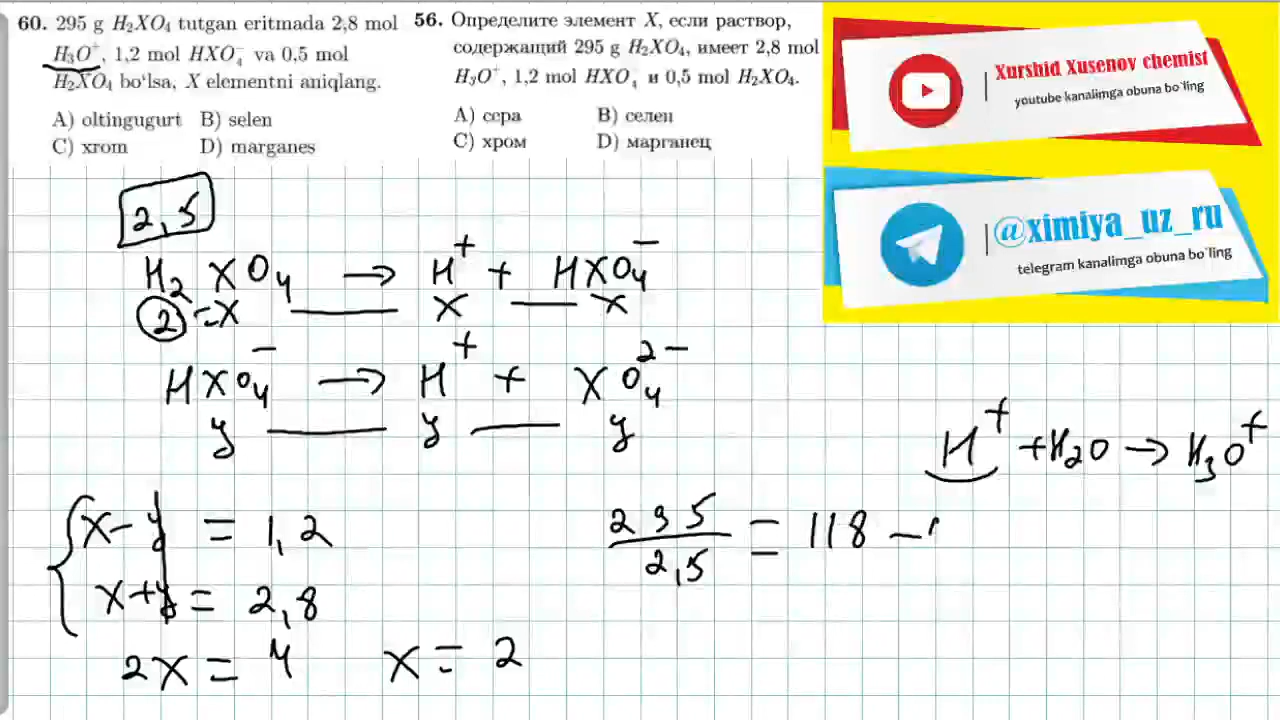 60. 295 g H₂XO₄ tutgan eritmada 2,8 mol
H₃O⁺, 1,2 mol HXO₄⁻ va 0,5 mol
H₂XO₄ bo‘lsa, X elementni aniqlang.
A) oltingugurt B) selen
C) xrom D) marganes
56. Определите элемент X, если раствор,
содержащий 295 g H₂XO₄, имеет 2,8 mol
H₃O⁺, 1,2 mol HXO₄⁻ и 0,5 mol H₂XO₄.
A) сера B) селен
C) хром D) марганец
Xurshid Xusenov chemist
youtube kanalimga obuna bo`ling
@ximiya_uz_ru
telegram kanalimga obuna bo`ling
2,5
H₂XO₄ → H⁺ + HXO₄⁻
2 = X — X — X
HXO₄⁻ → H⁺ + XO₄²⁻
y — y — y
H⁺ + H₂O → H₃O⁺
x - y = 1,2
x + y = 2,8
2x = 4 x = 2
295 / 2,5 = 118 -